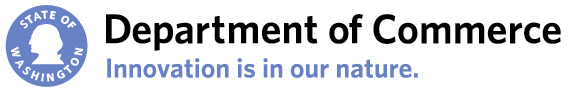 STATE OF
WASHINGTON
Department of Commerce
Innovation is in our nature.